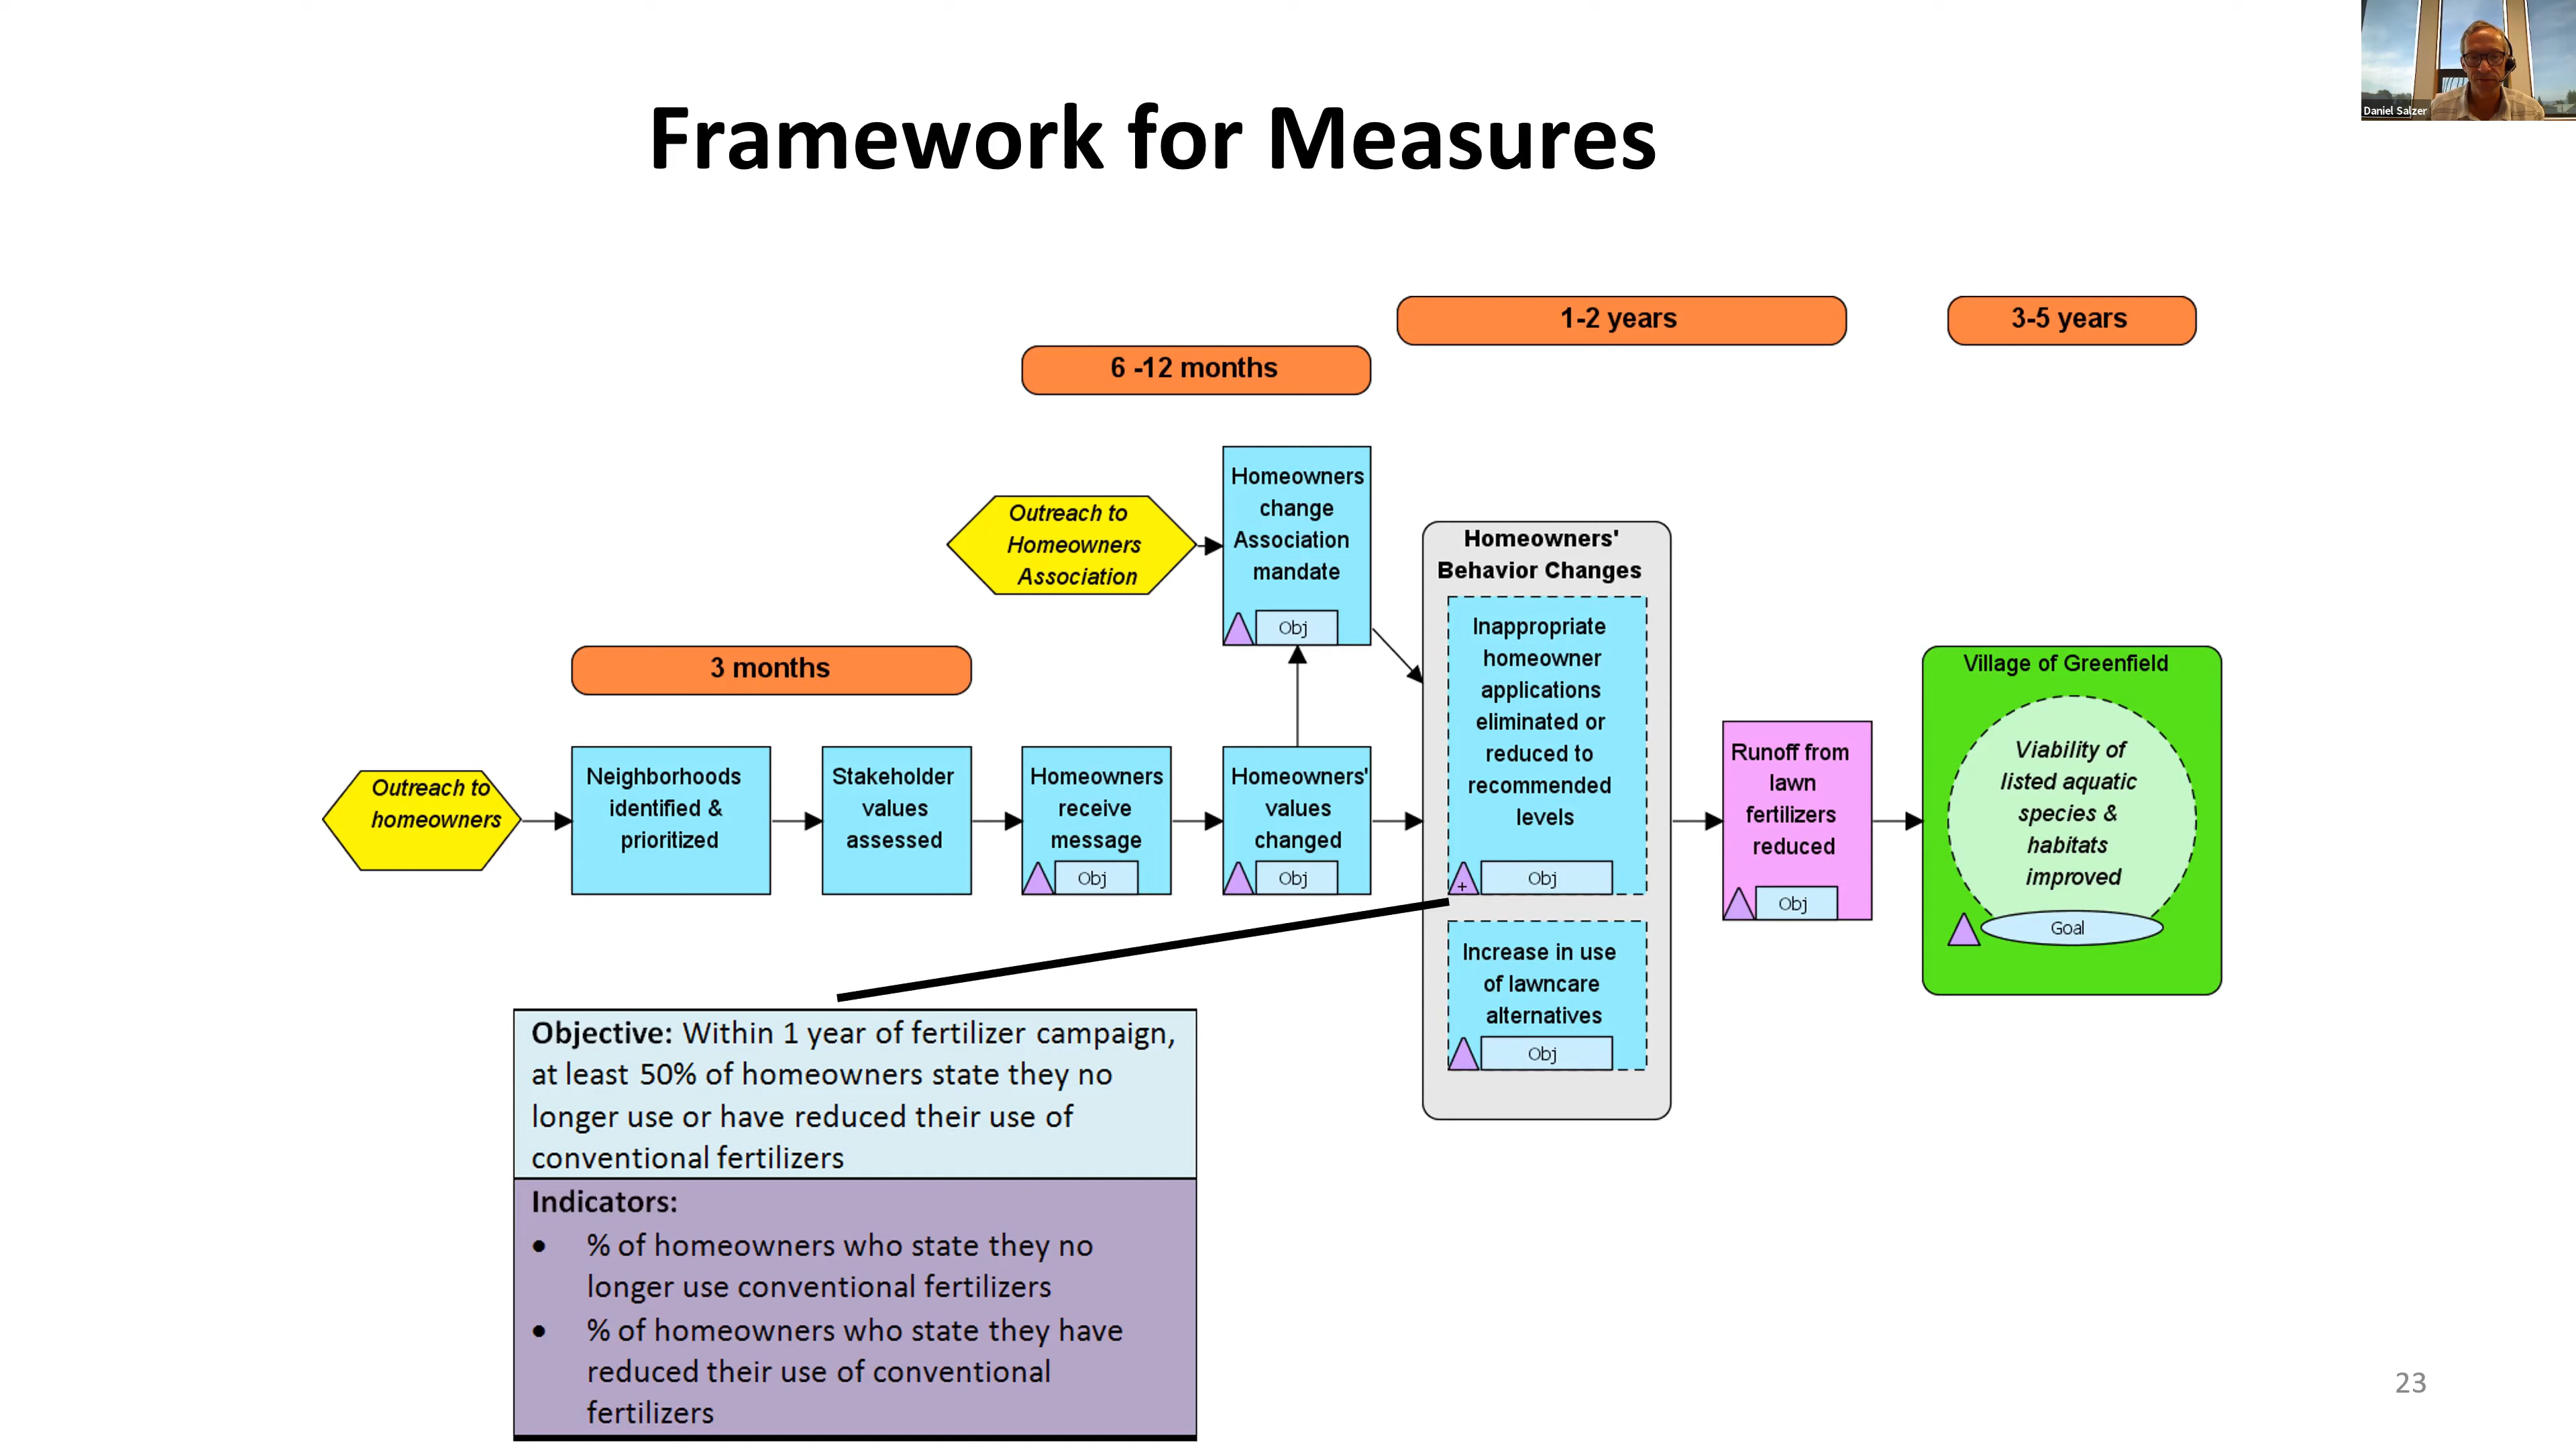 Daniel Salzer
Framework for Measures
1-2 years
3-5 years
6 -12 months
Homeowners
change
Association
mandate
Obj
Outreach to
Homeowners
Association
Homeowners'
Behavior Changes
Inappropriate
homeowner
applications
eliminated or
reduced to
recommended
levels
+
Obj
Increase in use
of lawncare
alternatives
Obj
3 months
Outreach to
homeowners
Neighborhoods
identified &
prioritized
Stakeholder
values
assessed
Homeowners
receive
message
Obj
Homeowners'
values
changed
Obj
Runoff from
lawn
fertilizers
reduced
Obj
Village of Greenfield
Viability of
listed aquatic
species &
habitats
improved
Goal
Objective: Within 1 year of fertilizer campaign,
at least 50% of homeowners state they no
longer use or have reduced their use of
conventional fertilizers
Indicators:
• % of homeowners who state they no
longer use conventional fertilizers
• % of homeowners who state they have
reduced their use of conventional
fertilizers
23